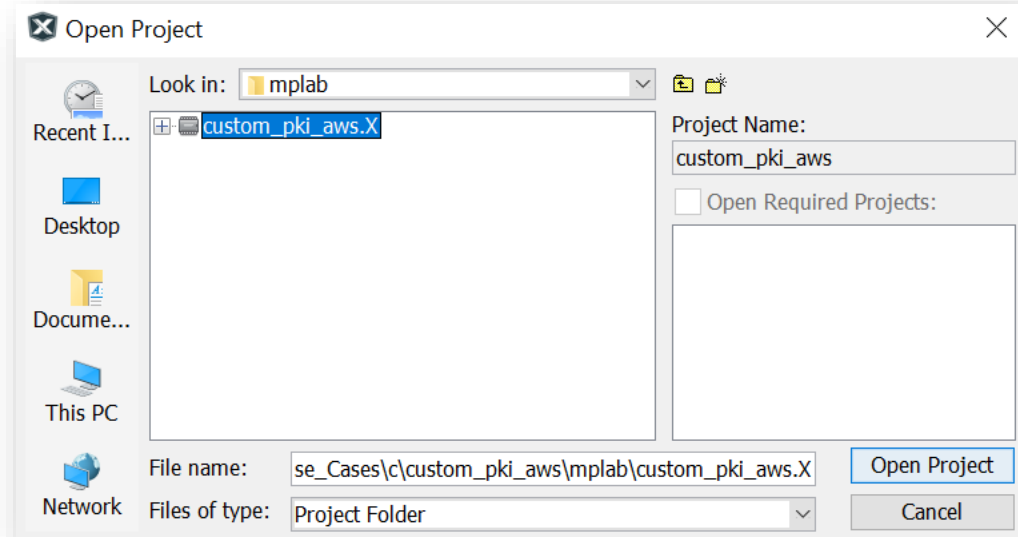 Open Project
Look in:
mplab
Recent I...
Desktop
Docume...
This PC
Network
custom_pki_aws.X
Project Name:
custom_pki_aws
Open Required Projects:
File name:
se_Cases\c\custom_pki_aws\mplab\custom_pki_aws.X
Open Project
Files of type:
Project Folder
Cancel